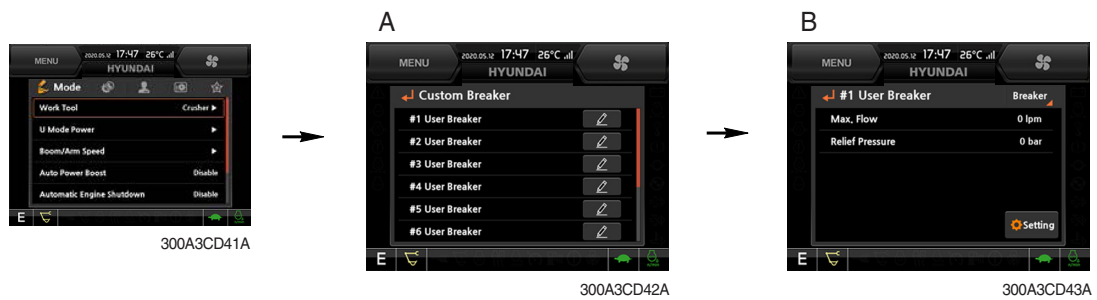 A
B
MENU
2020.05.12 17:47 26°C
HYUNDAI
Mode
Work Tool Crusher ▶
U Mode Power ▶
Boom/Arm Speed ▶
Auto Power Boost Disable
Automatic Engine Shutdown Disable
E
300A3CD41A
MENU
2020.05.12 17:47 26°C
HYUNDAI
Custom Breaker
#1 User Breaker
#2 User Breaker
#3 User Breaker
#4 User Breaker
#5 User Breaker
#6 User Breaker
E
300A3CD42A
MENU
2020.05.12 17:47 26°C
HYUNDAI
#1 User Breaker Breaker
Max. Flow 0 lpm
Relief Pressure 0 bar
Setting
E
300A3CD43A